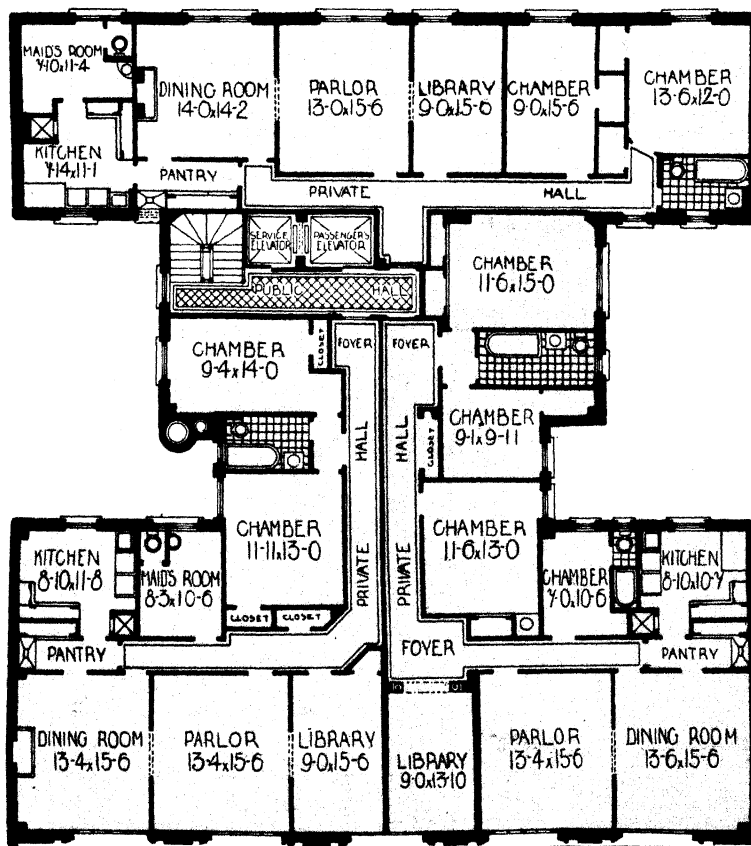 MAID'S ROOM
7-10x11-4
DINING ROOM
14-0x14-2
PARLOR
13-0x15-6
LIBRARY
9-0x15-6
CHAMBER
9-0x15-6
CHAMBER
13-6x12-0
KITCHEN
7-14x11-1
PANTRY
PRIVATE HALL
SERVICE
ELEVATOR
PASSENGERS
ELEVATOR
PUBLIC HALL
CHAMBER
11-6x15-0
CHAMBER
9-4x14-0
CLOSET
FOYER
FOYER
CHAMBER
9-1x9-11
CLOSET
PRIVATE HALL
PRIVATE HALL
CHAMBER
11-11x13-0
CHAMBER
11-6x13-0
KITCHEN
8-10x11-8
MAID'S ROOM
8-3x10-6
CHAMBER
7-0x10-6
KITCHEN
8-10x10-7
CLOSET
CLOSET
PANTRY
FOYER
PANTRY
DINING ROOM
13-4x15-6
PARLOR
13-4x15-6
LIBRARY
9-0x15-6
LIBRARY
9-0x13-10
PARLOR
13-4x15-6
DINING ROOM
13-6x15-6